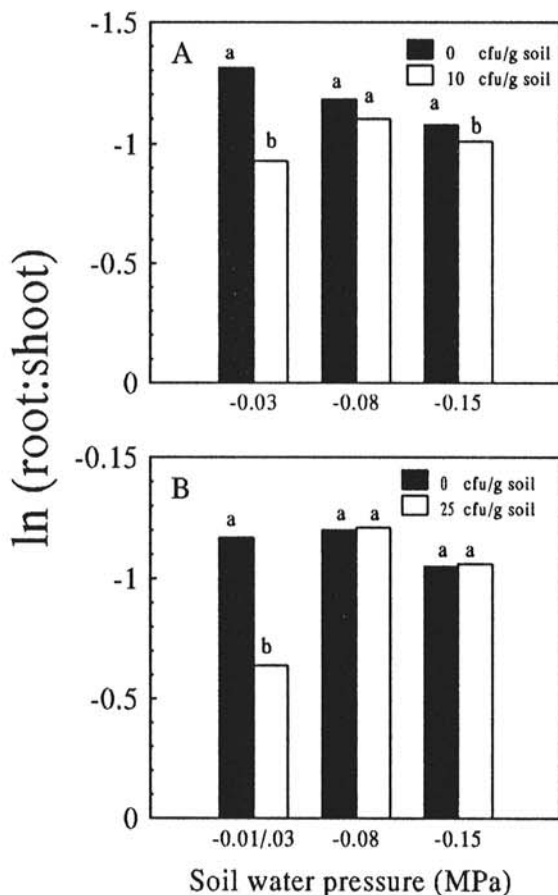 -1.5
A
0 cfu/g soil
10 cfu/g soil
a
b
a
a
a
b
-1
-0.5
0
-0.03
-0.08
-0.15
ln (root:shoot)
-0.15
B
0 cfu/g soil
25 cfu/g soil
a
b
a
a
a
a
-1
-0.5
0
-0.01/.03
-0.08
-0.15
Soil water pressure (MPa)